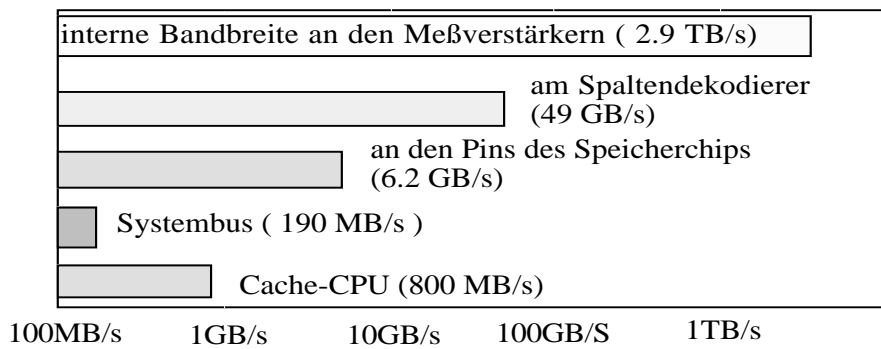 interne Bandbreite an den Meßverstärkern ( 2.9 TB/s)
am Spaltendekodierer
(49 GB/s)
an den Pins des Speicherchips
(6.2 GB/s)
Systembus ( 190 MB/s )
Cache-CPU (800 MB/s)
100MB/s 1GB/s 10GB/s 100GB/S 1TB/s